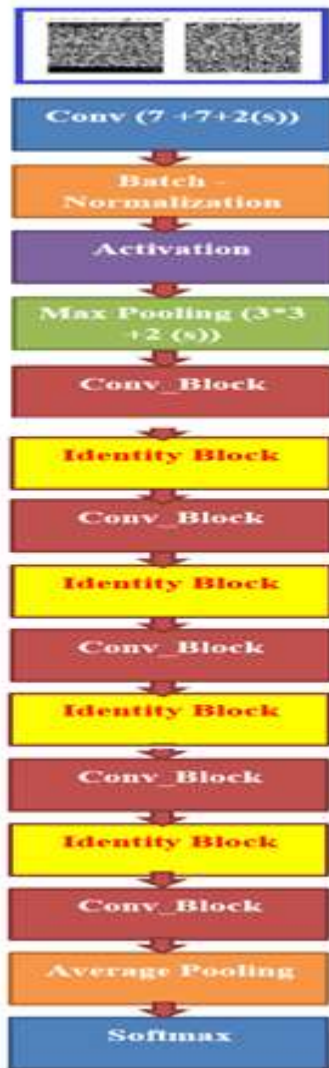 Conv (7 +7+2(s))
Batch -
Normalization
Activation
Max Pooling (3*3
+2 (s))
Conv_Block
Identity Block
Conv_Block
Identity Block
Conv_Block
Identity Block
Conv_Block
Identity Block
Conv_Block
Average Pooling
Softmax